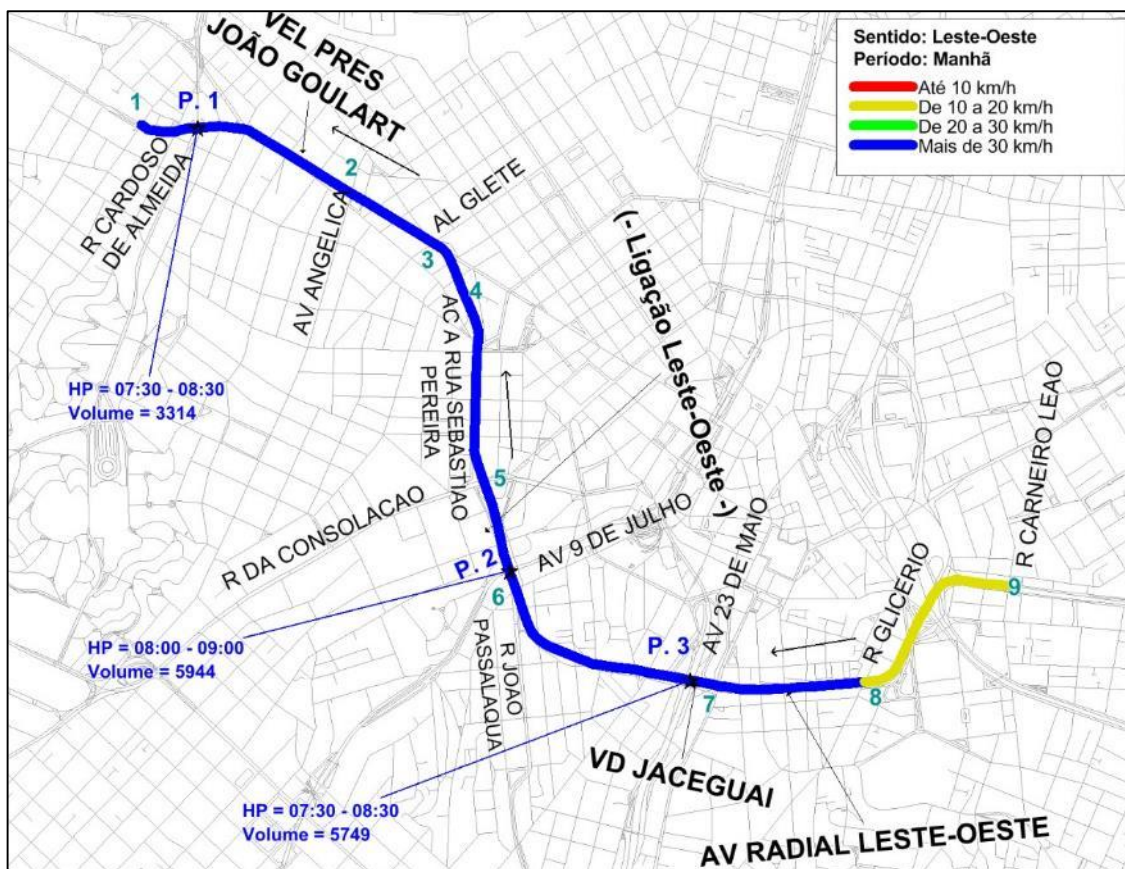 Sentido: Leste-Oeste
Período: Manhã
Até 10 km/h
De 10 a 20 km/h
De 20 a 30 km/h
Mais de 30 km/h
VEL PRES
JOÃO GOULART
1
P. 1
R CARDOSO
DE ALMEIDA
2
AV ANGELICA
AL GLETE
3
4
AC A RUA SEBASTIAO
PEREIRA
(- Ligação Leste-Oeste -)
HP = 07:30 - 08:30
Volume = 3314
5
R DA CONSOLACAO
AV 9 DE JULHO
P. 2
6
R JOAO
PASSALAQUA
HP = 08:00 - 09:00
Volume = 5944
P. 3
AV 23 DE MAIO
7
R GLICERIO
8
R CARNEIRO LEAO
9
VD JACEGUAI
HP = 07:30 - 08:30
Volume = 5749
AV RADIAL LESTE-OESTE